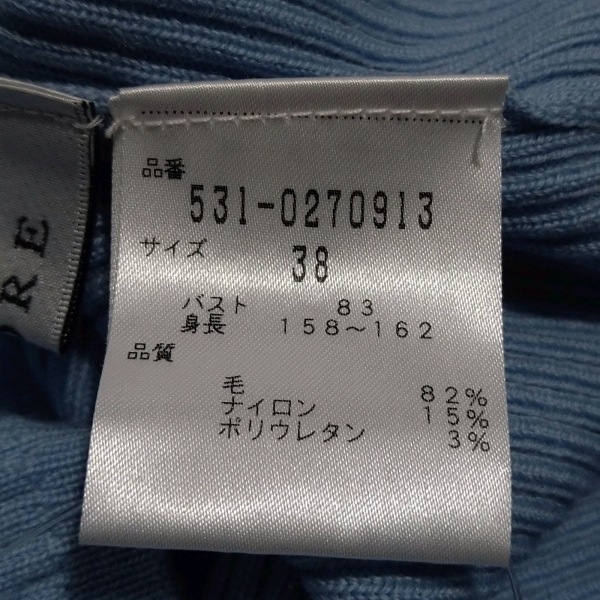 品番
531-0270913
サイズ
38
バスト 83
身長 158～162
品質
毛 82%
ナイロン 15%
ポリウレタン 3%
ORE